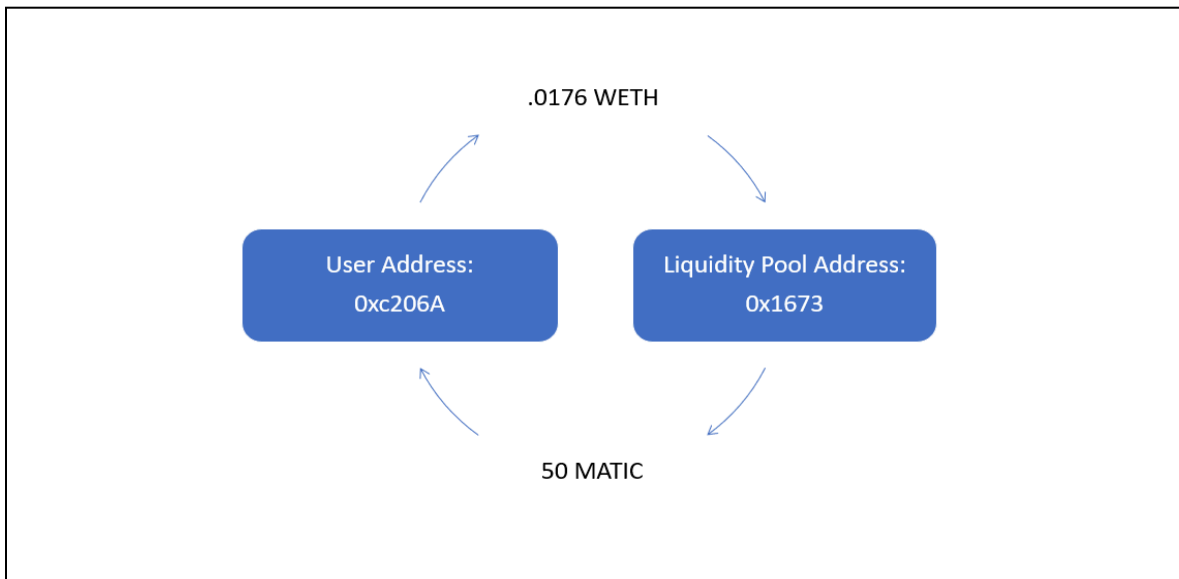 .0176 WETH
User Address:
0xc206A
Liquidity Pool Address:
0x1673
50 MATIC